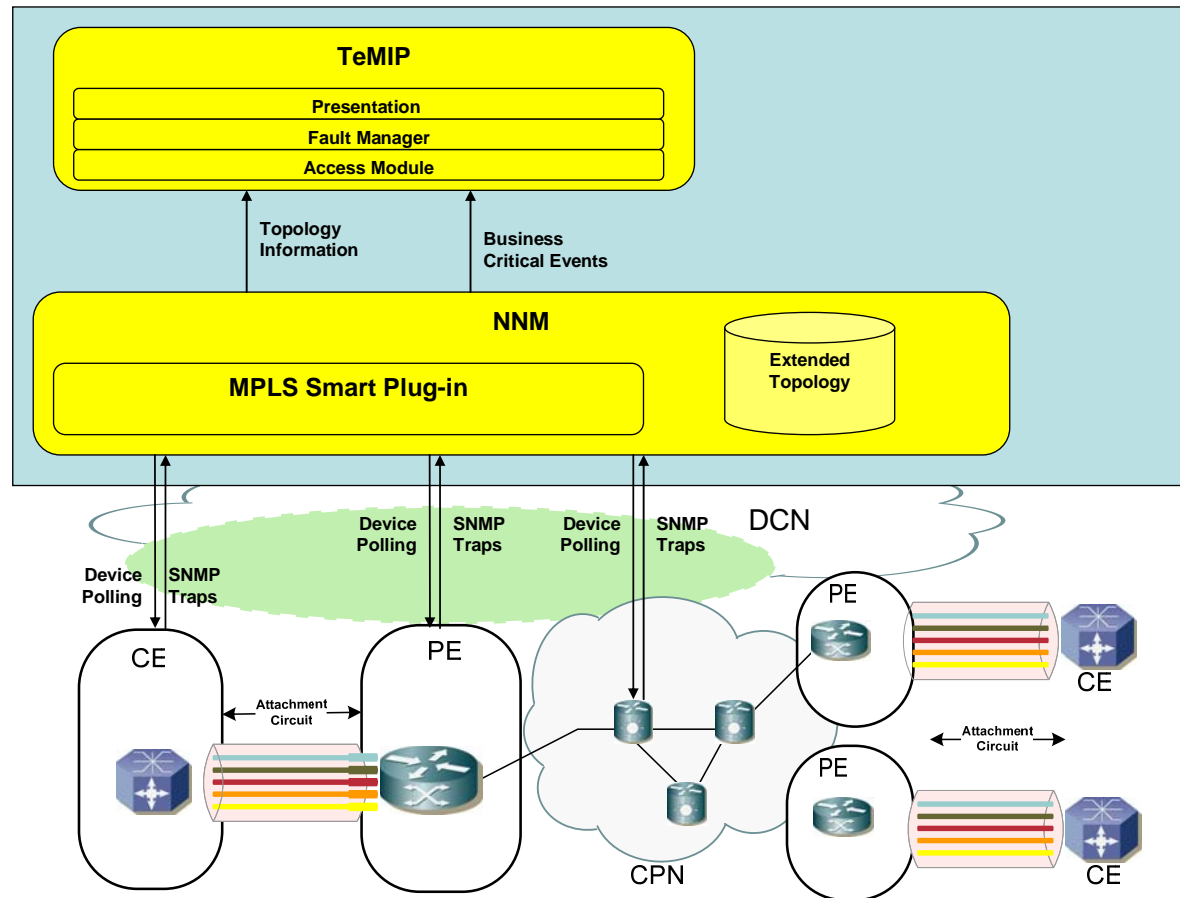 TeMIP
Presentation
Fault Manager
Access Module
Topology
Information
Business
Critical Events
NNM
MPLS Smart Plug-in
Extended
Topology
DCN
Device
Polling
SNMP
Traps
Device
Polling
SNMP
Traps
Device
Polling
SNMP
Traps
CE
PE
PE
CE
Attachment
Circuit
Attachment
Circuit
PE
CPN
CE